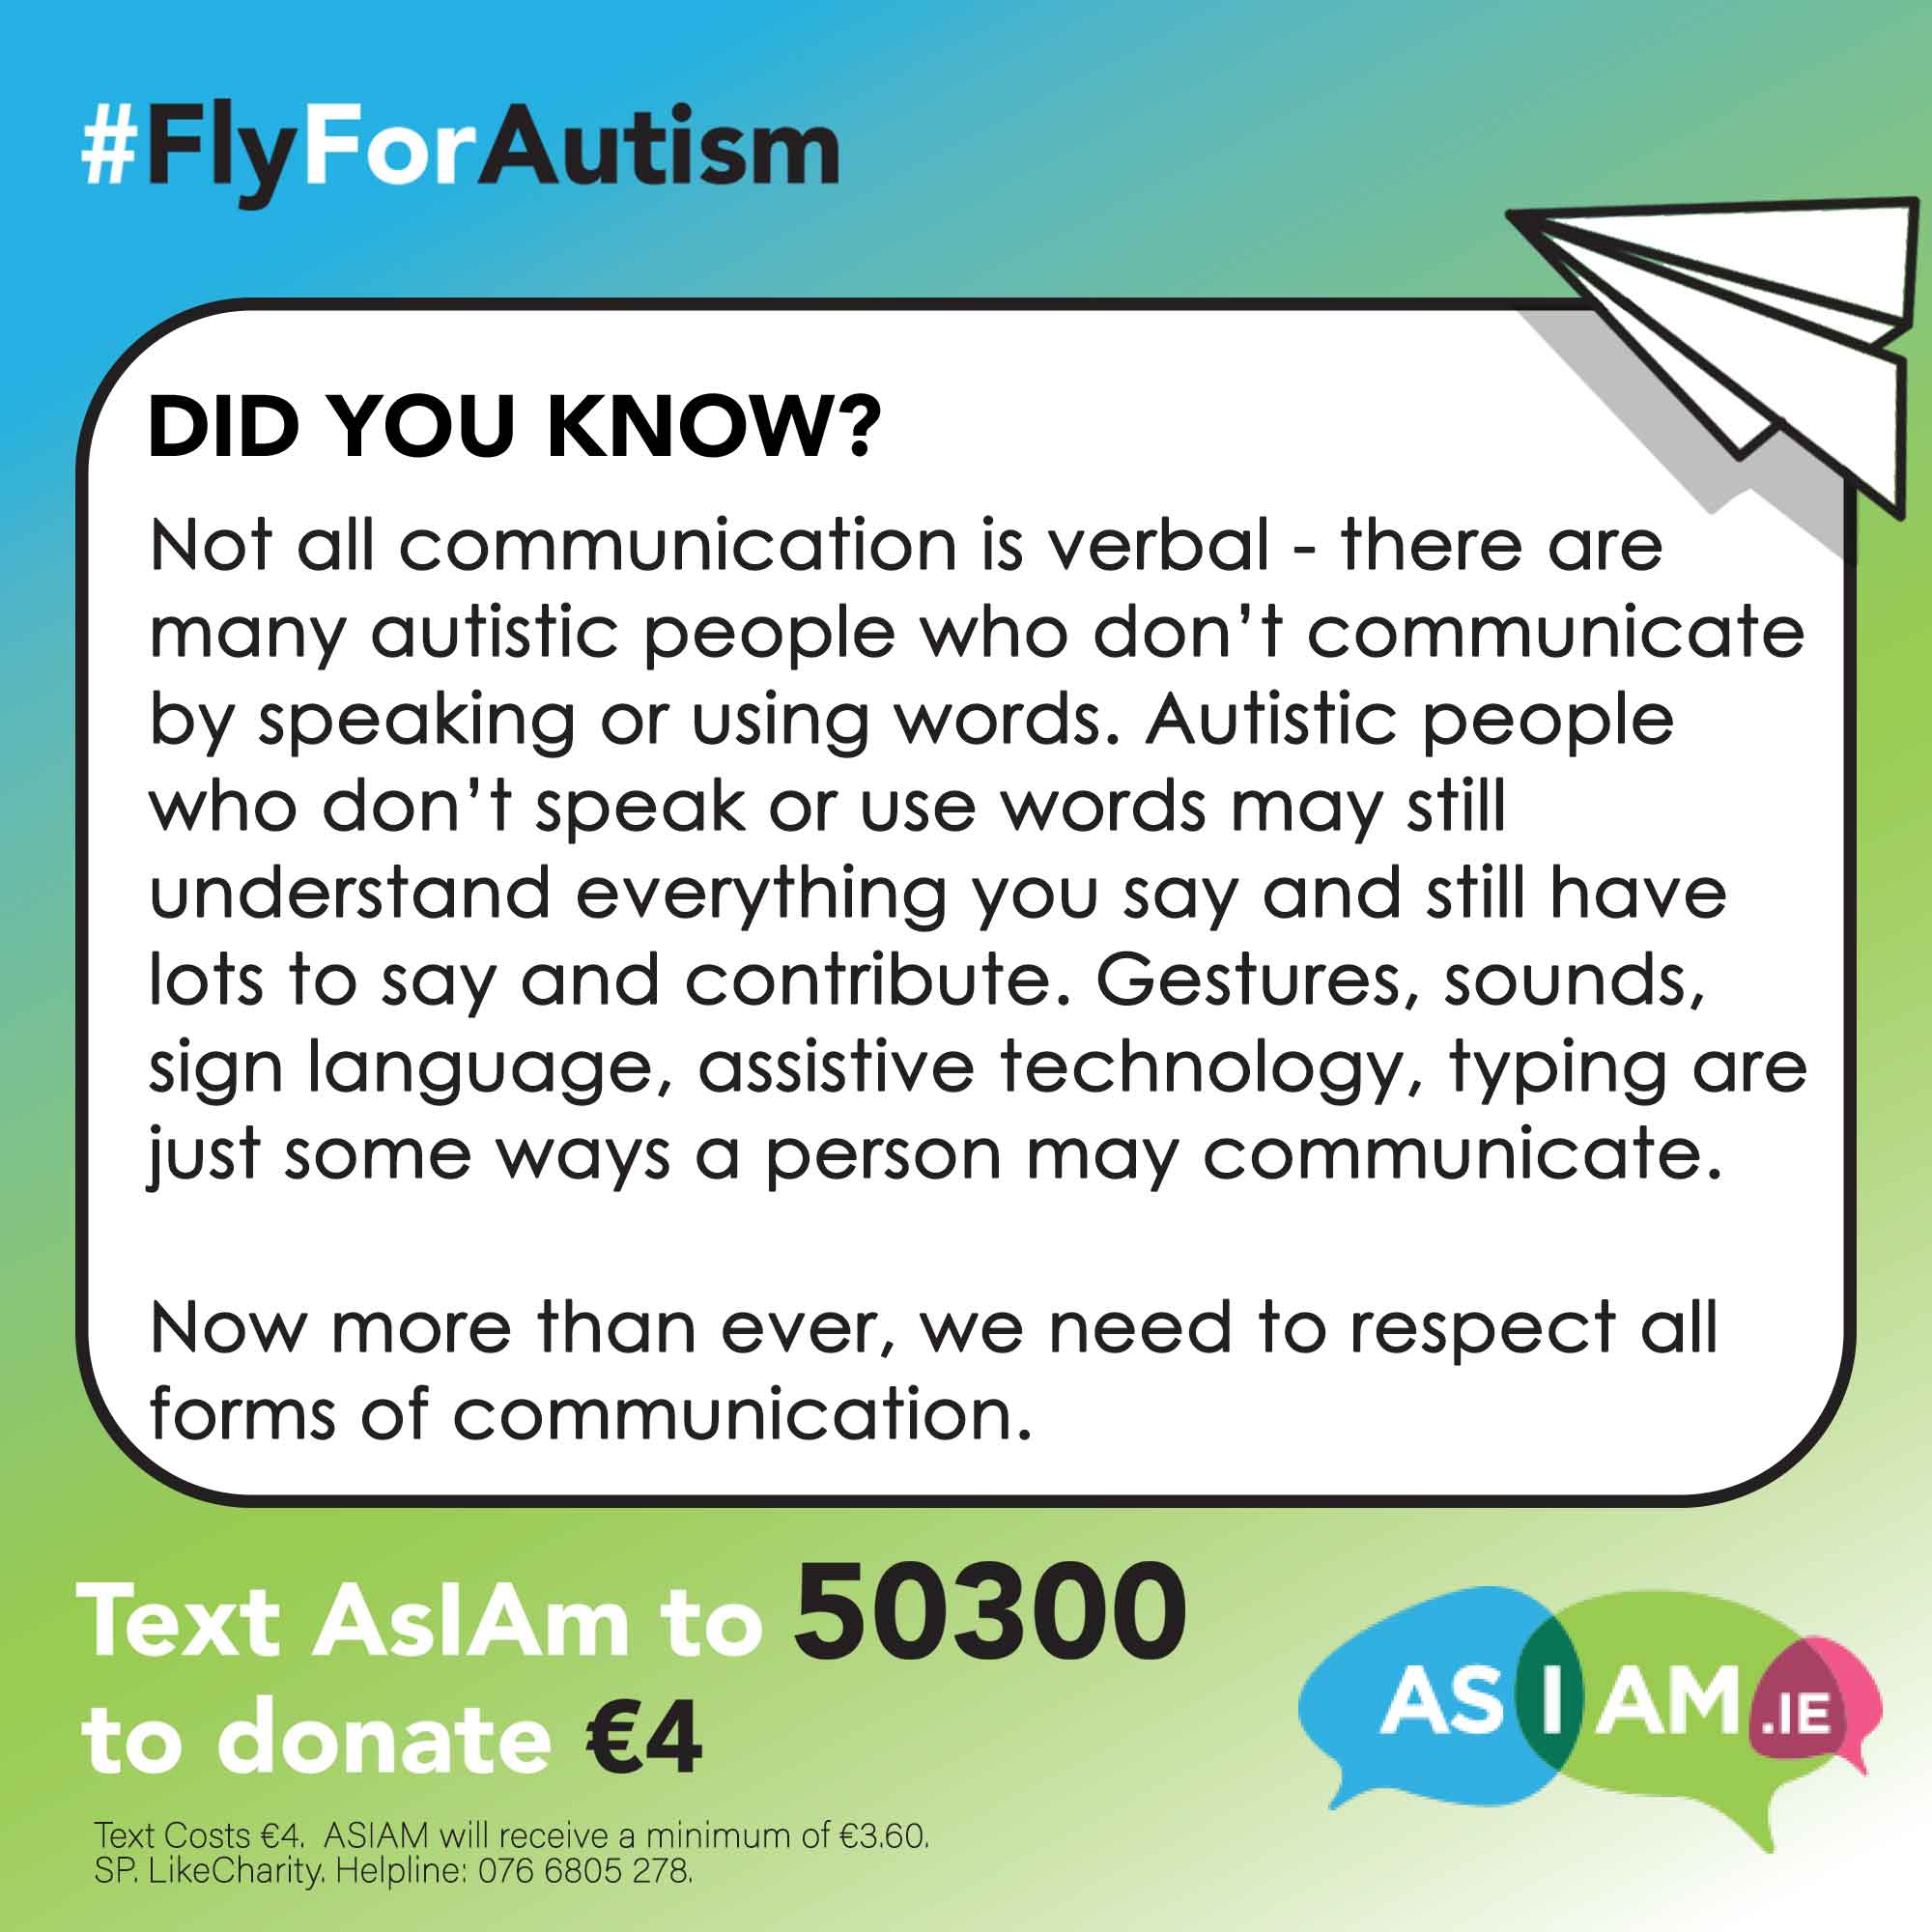 #FlyForAutism
DID YOU KNOW?
Not all communication is verbal - there are
many autistic people who don’t communicate
by speaking or using words. Autistic people
who don’t speak or use words may still
understand everything you say and still have
lots to say and contribute. Gestures, sounds,
sign language, assistive technology, typing are
just some ways a person may communicate.
Now more than ever, we need to respect all
forms of communication.
Text AsIAm to 50300
to donate €4
AS I AM .IE
Text Costs €4. ASIAM will receive a minimum of €3.60.
SP. LikeCharity. Helpline: 076 6805 278.